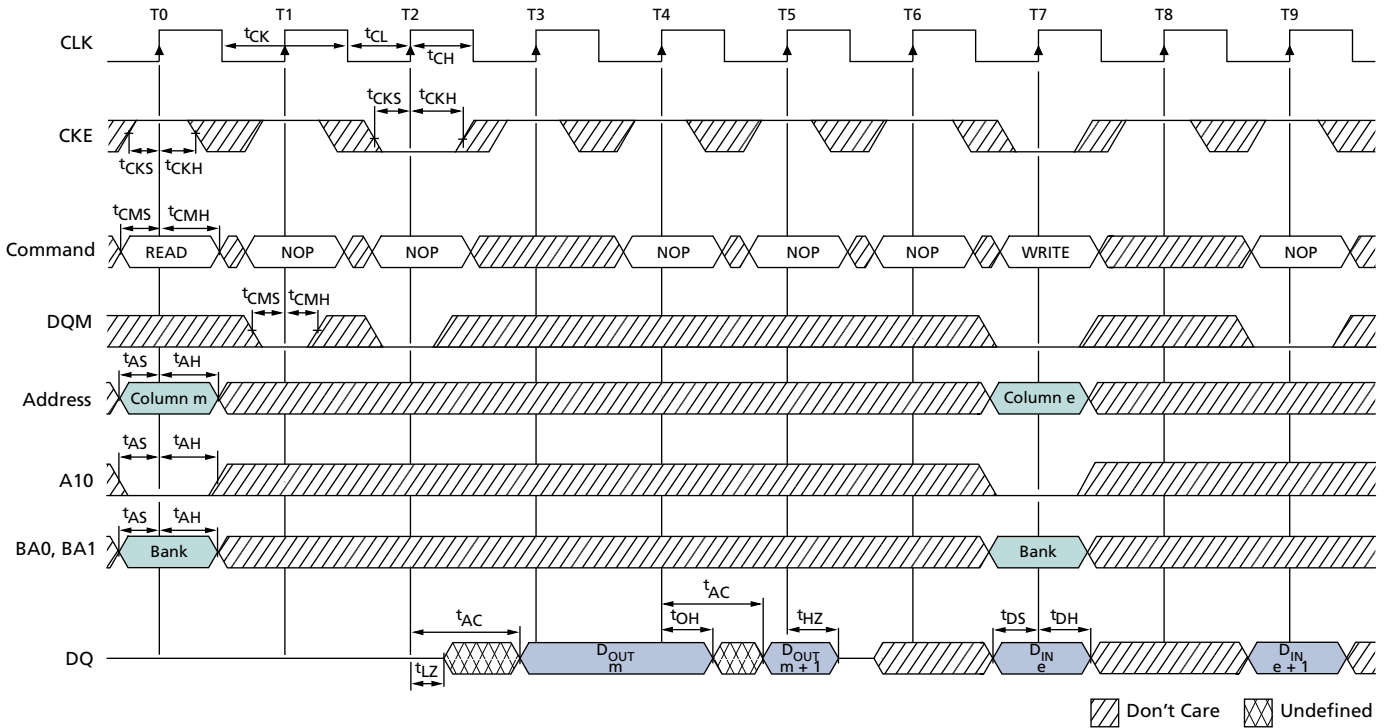 T0 T1 T2 T3 T4 T5 T6 T7 T8 T9
CLK
tCK tCL
tCH
tCKS tCKH
CKE
tCKS tCKH
tCMS tCMH
Command READ NOP NOP NOP NOP NOP WRITE NOP
tCMS tCMH
DQM
tAS tAH
Address Column m Column e
tAS tAH
A10
tAS tAH
BA0, BA1 Bank Bank
tAC
tAC tOH tHZ tDS tDH
DQ DOUT m DOUT m + 1 DIN e DIN e + 1
tLZ
Don't Care Undefined